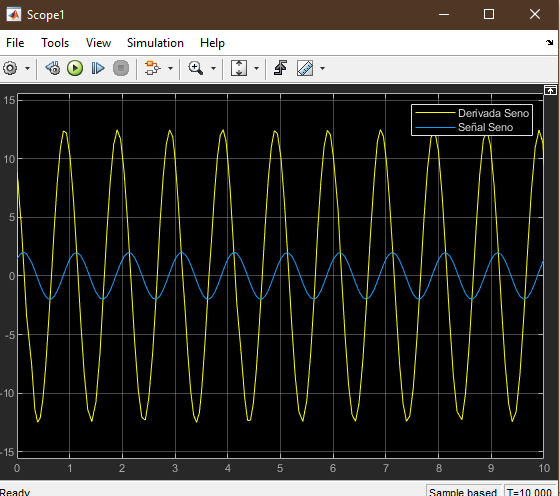 Scope1
File Tools View Simulation Help
Derivada Seno
Señal Seno
15
10
5
0
-5
-10
-15
0 1 2 3 4 5 6 7 8 9 10
Ready
Sample based T=10.000